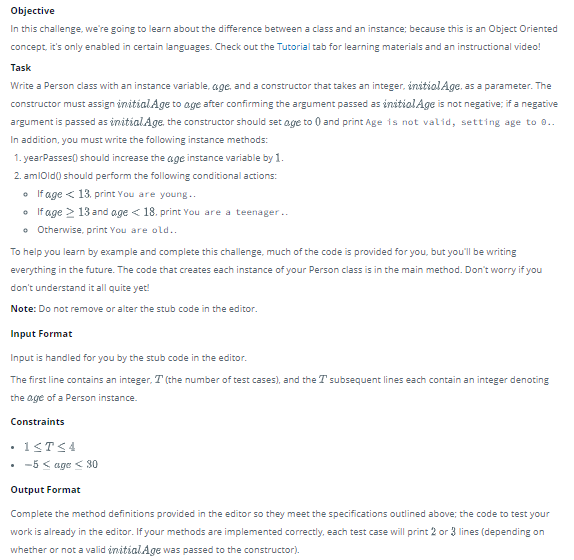 Objective
In this challenge, we're going to learn about the difference between a class and an instance; because this is an Object Oriented
concept, it's only enabled in certain languages. Check out the Tutorial tab for learning materials and an instructional video!
Task
Write a Person class with an instance variable, age, and a constructor that takes an integer, initialAge, as a parameter. The
constructor must assign initialAge to age after confirming the argument passed as initialAge is not negative; if a negative
argument is passed as initialAge, the constructor should set age to 0 and print Age is not valid, setting age to 0..
In addition, you must write the following instance methods:
1. yearPasses() should increase the age instance variable by 1.
2. amIOld() should perform the following conditional actions:
∘ If age < 13, print You are young..
∘ If age ≥ 13 and age < 18, print You are a teenager..
∘ Otherwise, print You are old..
To help you learn by example and complete this challenge, much of the code is provided for you, but you'll be writing
everything in the future. The code that creates each instance of your Person class is in the main method. Don't worry if you
don't understand it all quite yet!
Note: Do not remove or alter the stub code in the editor.
Input Format
Input is handled for you by the stub code in the editor.
The first line contains an integer, T (the number of test cases), and the T subsequent lines each contain an integer denoting
the age of a Person instance.
Constraints
• 1 ≤ T ≤ 4
• −5 ≤ age ≤ 30
Output Format
Complete the method definitions provided in the editor so they meet the specifications outlined above; the code to test your
work is already in the editor. If your methods are implemented correctly, each test case will print 2 or 3 lines (depending on
whether or not a valid initialAge was passed to the constructor).